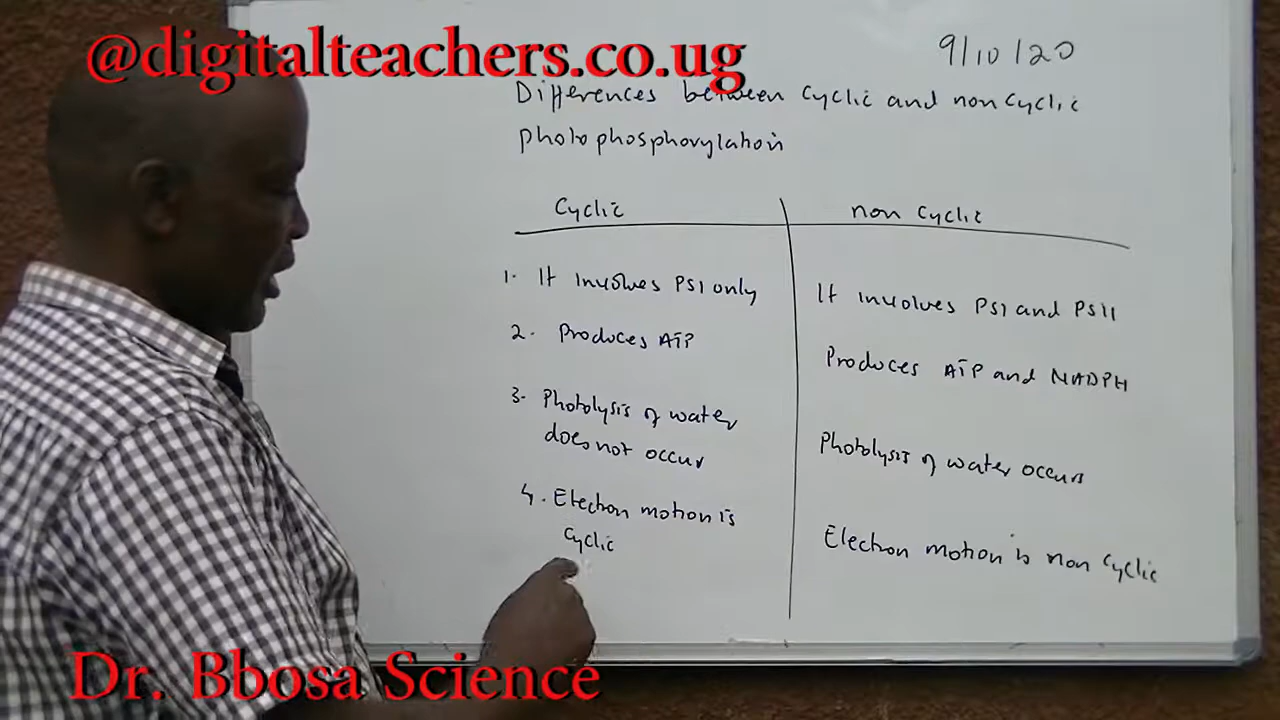 @digitalteachers.co.ug
9/10/20
Differences between cyclic and non cyclic
photophosphorylation
Cyclic
non cyclic
1. It involves PS1 only
It involves PS1 and PS11
2. Produces ATP
Produces ATP and NADPH
3. Photolysis of water
does not occur
Photolysis of water occurs
4. Electron motion is
cyclic
Electron motion is non cyclic
Dr. Bbosa Science